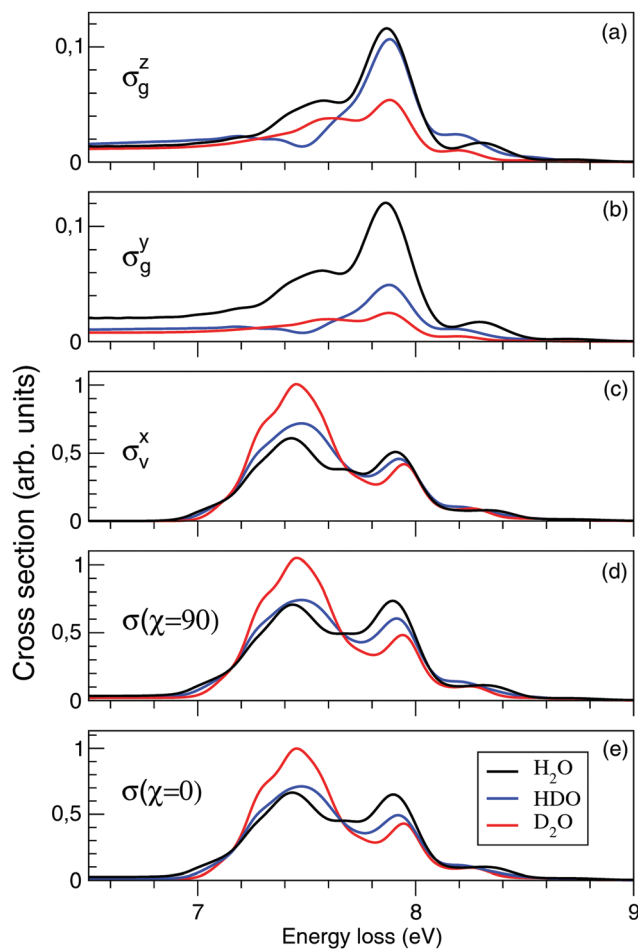 0,1
0
σ_g^z
(a)
0,1
0
σ_g^y
(b)
1
0,5
0
σ_v^x
(c)
1
0,5
0
σ(χ=90)
(d)
1
0,5
0
σ(χ=0)
(e)
H₂O
HDO
D₂O
7
8
9
Energy loss (eV)
Cross section (arb. units)